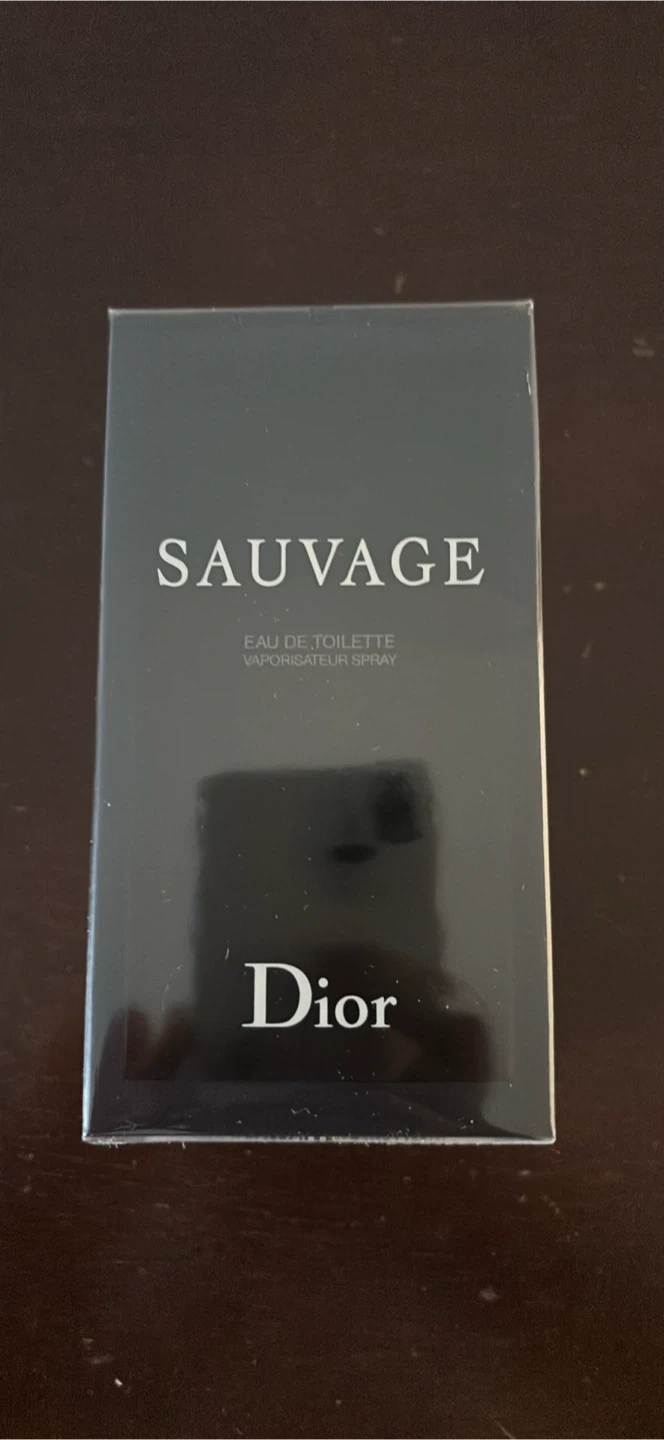 SAUVAGE
EAU DE TOILETTE
VAPORISATEUR SPRAY
Dior